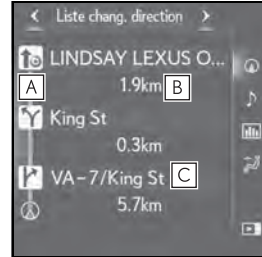 Liste chang. direction
LINDSAY LEXUS O...
A
1.9km B
King St
0.3km
VA-7/King St C
5.7km